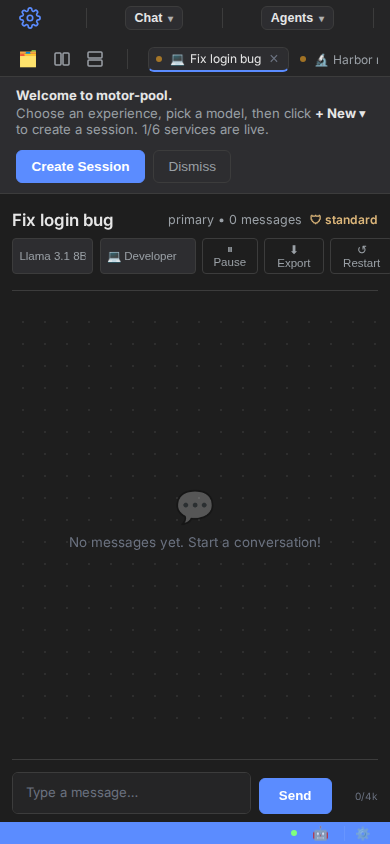 Chat ▾
Agents ▾
Fix login bug ×
Harbor
Welcome to motor-pool.
Choose an experience, pick a model, then click + New ▾
to create a session. 1/6 services are live.
Create Session
Dismiss
Fix login bug
primary • 0 messages
standard
Llama 3.1 8B
Developer
Pause
Export
Restart
No messages yet. Start a conversation!
Type a message...
Send
0/4k